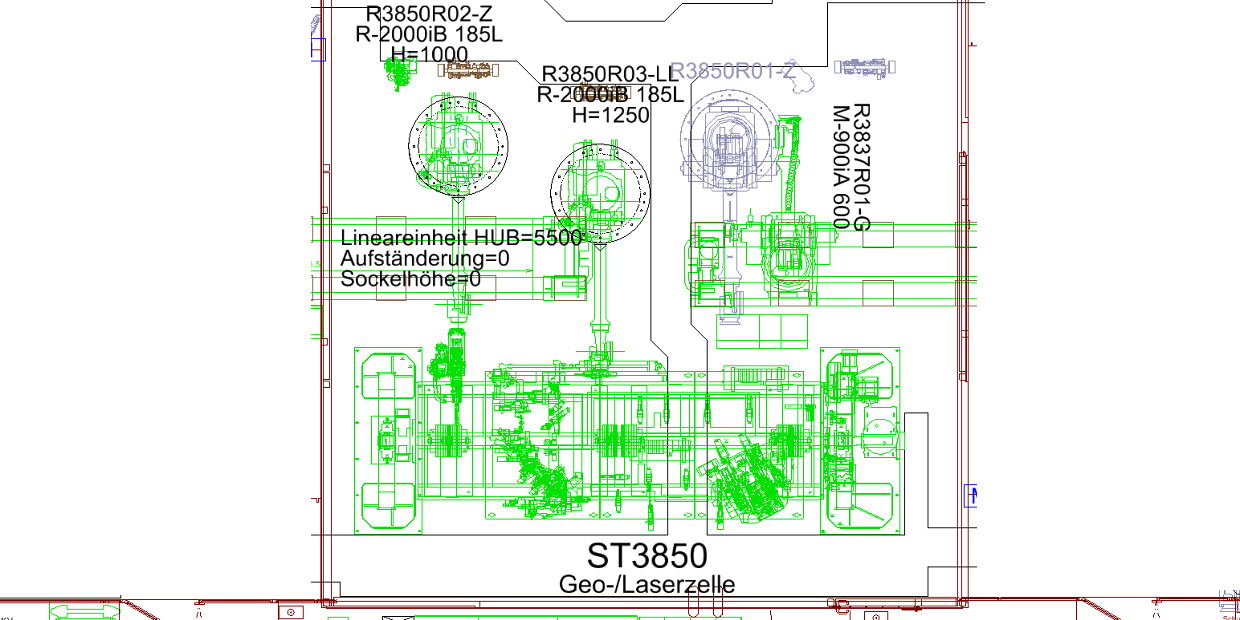 R3850R02-Z
R-2000iB 185L
H=1000
R3850R03-LL
R-2000iB 185L
H=1250
R3850R01-Z
R3837R01-G
M-900iA 600
Lineareinheit HUB=5500
Aufständerung=0
Sockelhöhe=0
ST3850
Geo-/Laserzelle